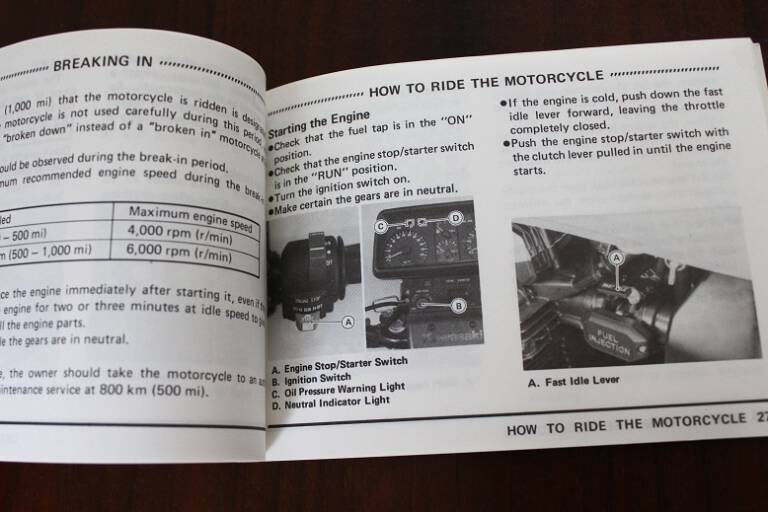 BREAKING IN
(1,000 mi) that the motorcycle is ridden is
motorcycle is not used carefully during this period
"broken down" instead of a "broken in"
be observed during the break-in period.
recommended engine speed during the
Maximum engine speed
500 mi)
4,000 rpm (r/min)
(500 – 1,000 mi)
6,000 rpm (r/min)
the engine immediately after starting it, even if
engine for two or three minutes at idle speed to
the engine parts.
the gears are in neutral.
the owner should take the motorcycle to an
service at 800 km (500 mi).
HOW TO RIDE THE MOTORCYCLE
Starting the Engine
●Check that the fuel tap is in the "ON"
position.
●Check that the engine stop/starter switch
is in the "RUN" position.
●Turn the ignition switch on.
●Make certain the gears are in neutral.
C
D
B
A
A. Engine Stop/Starter Switch
B. Ignition Switch
C. Oil Pressure Warning Light
D. Neutral Indicator Light
●If the engine is cold, push down the fast
idle lever forward, leaving the throttle
completely closed.
●Push the engine stop/starter switch with
the clutch lever pulled in until the engine
starts.
A
FUEL
INJECTION
A. Fast Idle Lever
HOW TO RIDE THE MOTORCYCLE 27